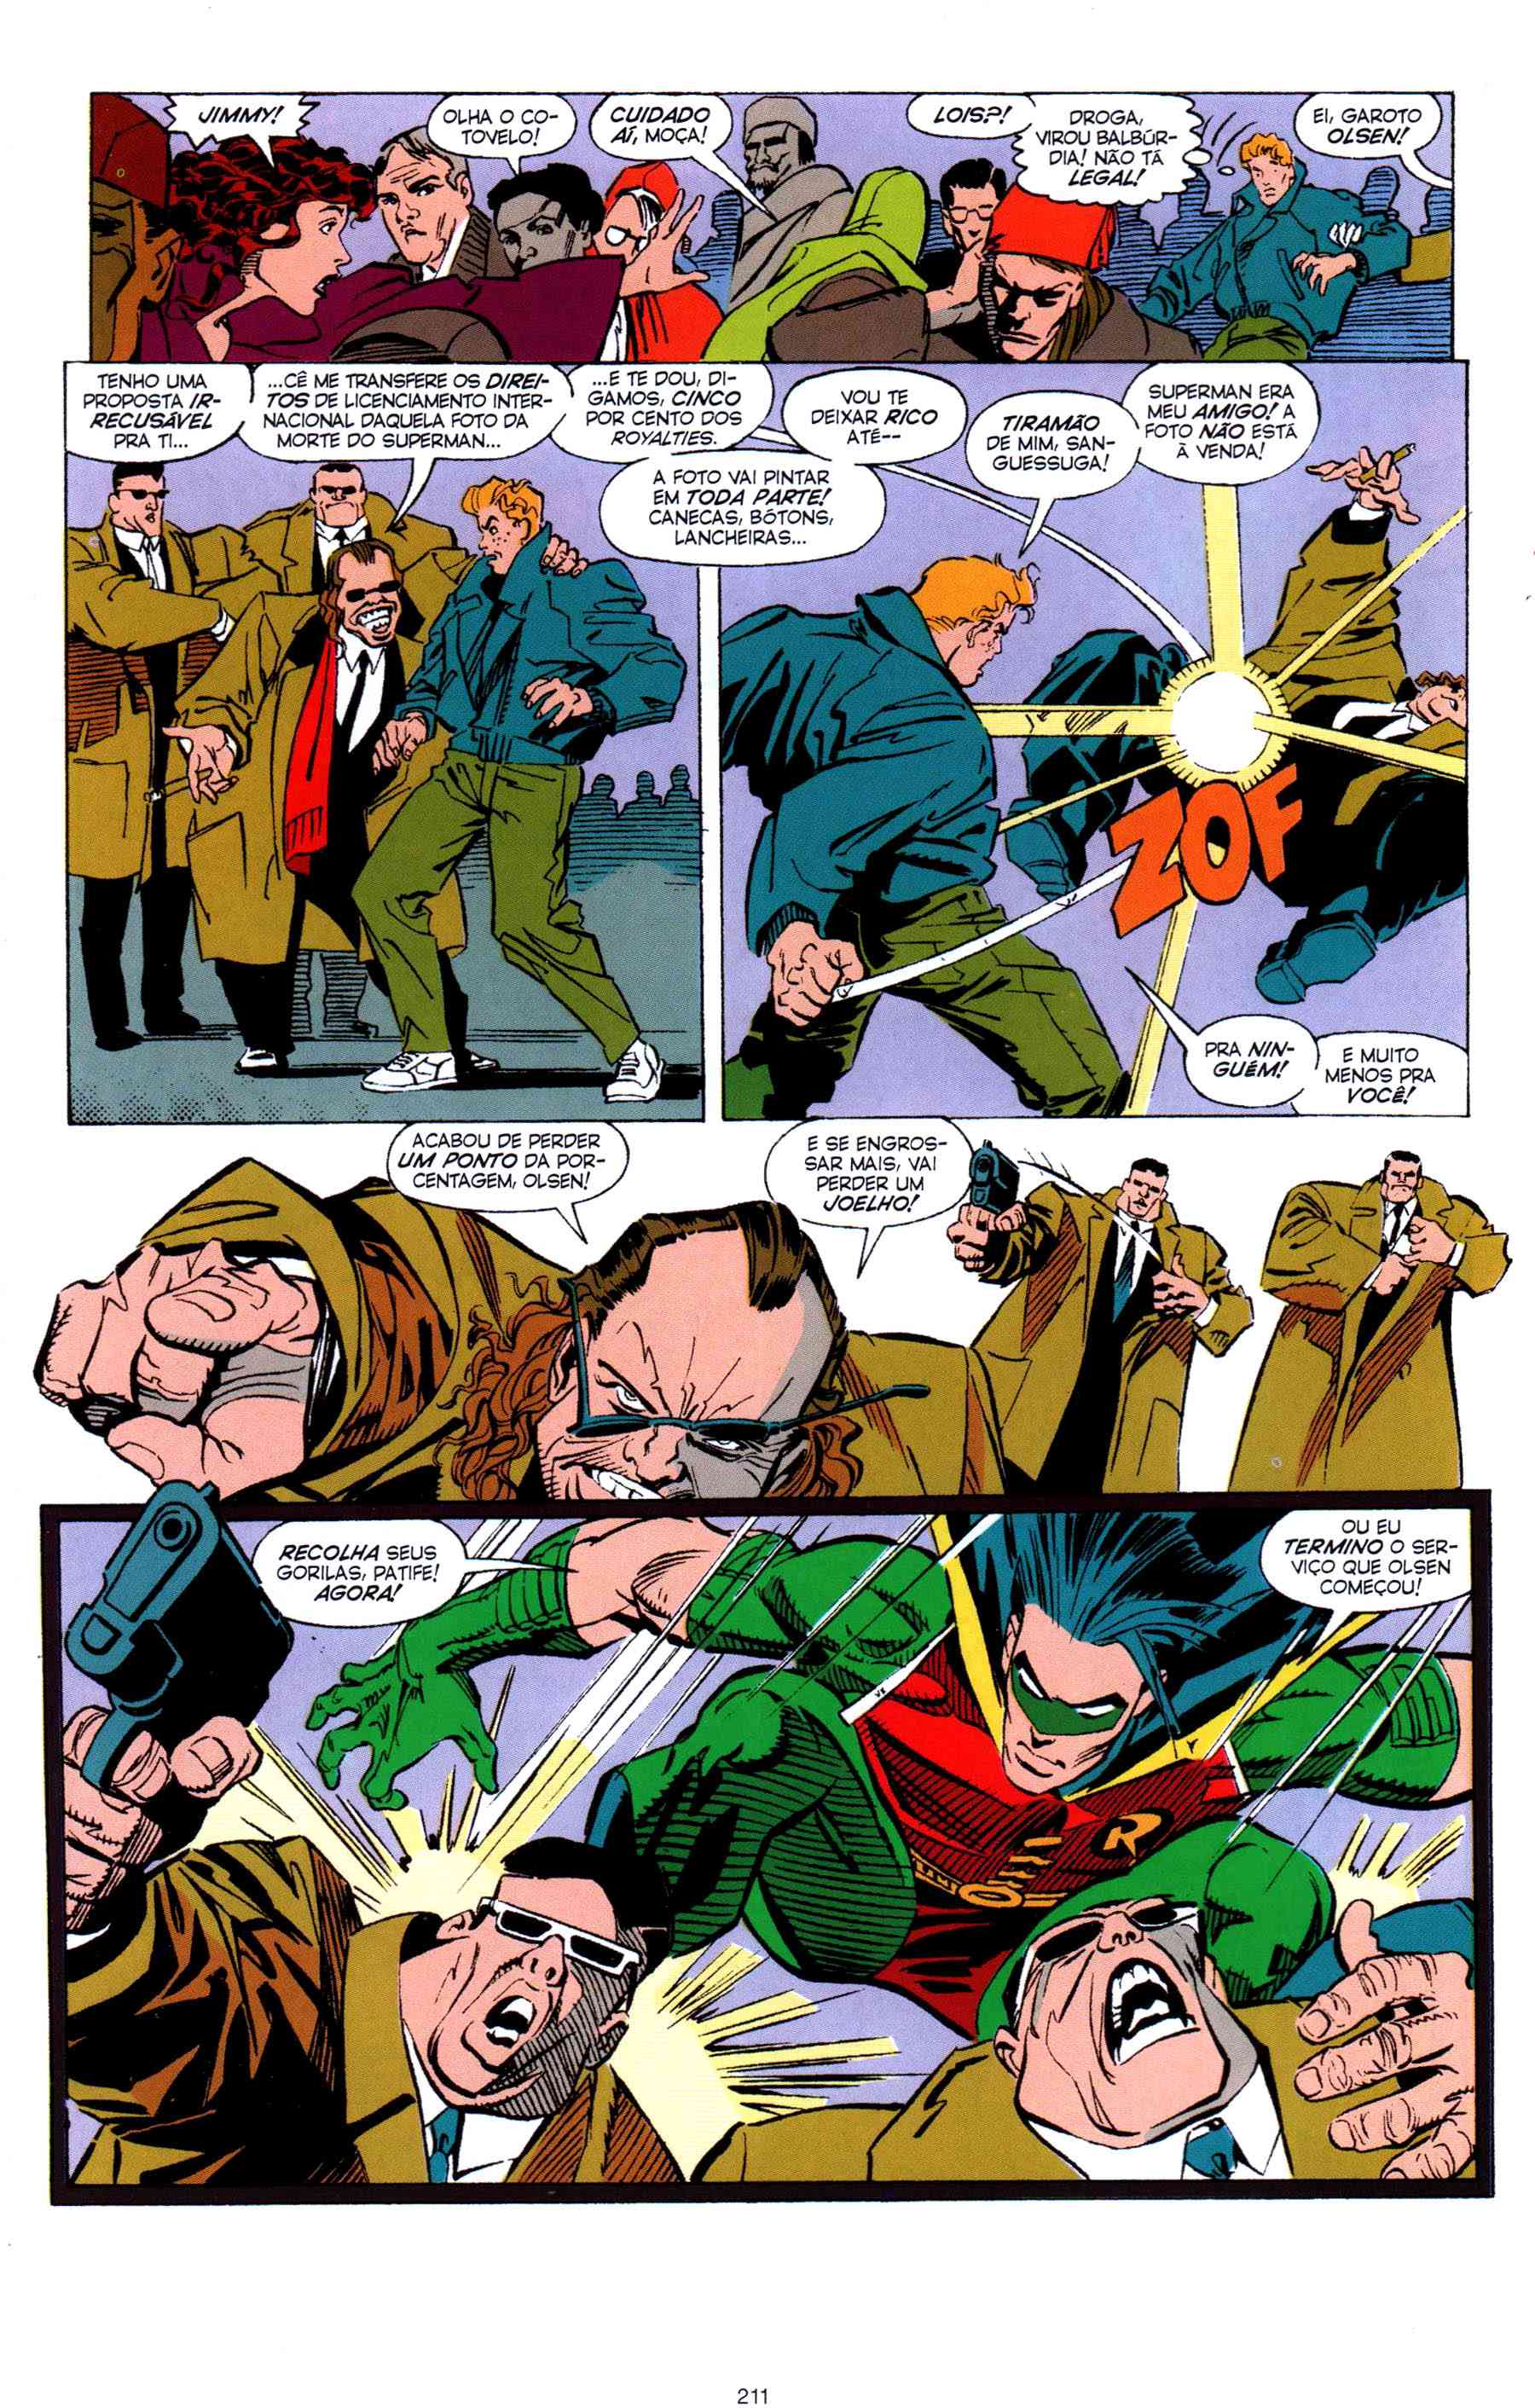 JIMMY!
OLHA O CO-
TOVELO!
CUIDADO
AÍ, MOÇA!
LOIS?!
DROGA,
VIROU BALBÚR-
DIA! NÃO TÁ
LEGAL!
EI, GAROTO
OLSEN!
TENHO UMA
PROPOSTA IR-
RECUSÁVEL
PRA TI...
...CÊ ME TRANSFERE OS DIREI-
TOS DE LICENCIAMENTO INTER-
NACIONAL DAQUELA FOTO DA
MORTE DO SUPERMAN...
...E TE DOU, DI-
GAMOS, CINCO
POR CENTO DOS
ROYALTIES.
A FOTO VAI PINTAR
EM TODA PARTE!
CANECAS, BÓTONS,
LANCHEIRAS...
VOU TE
DEIXAR RICO
ATÉ--
TIRA MÃO
DE MIM, SAN-
GUESSUGA!
SUPERMAN ERA
MEU AMIGO! A
FOTO NÃO ESTÁ
À VENDA!
ZOF
PRA NIN-
GUÉM!
E MUITO
MENOS PRA
VOCÊ!
ACABOU DE PERDER
UM PONTO DA POR-
CENTAGEM, OLSEN!
E SE ENGROS-
SAR MAIS, VAI
PERDER UM
JOELHO!
RECOLHA SEUS
GORILAS, PATIFE!
AGORA!
OU EU
TERMINO O SER-
VIÇO QUE OLSEN
COMEÇOU!
R
211